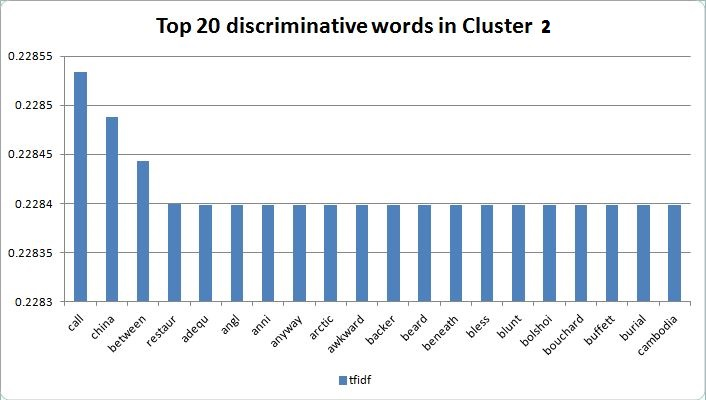 Top 20 discriminative words in Cluster 2
0.22855
0.2285
0.22845
0.2284
0.22835
0.2283
call
china
between
restaur
adequ
angl
anni
anyway
arctic
awkward
backer
beard
beneath
bless
blunt
bolshoi
bouchard
buffett
burial
cambodia
tfidf